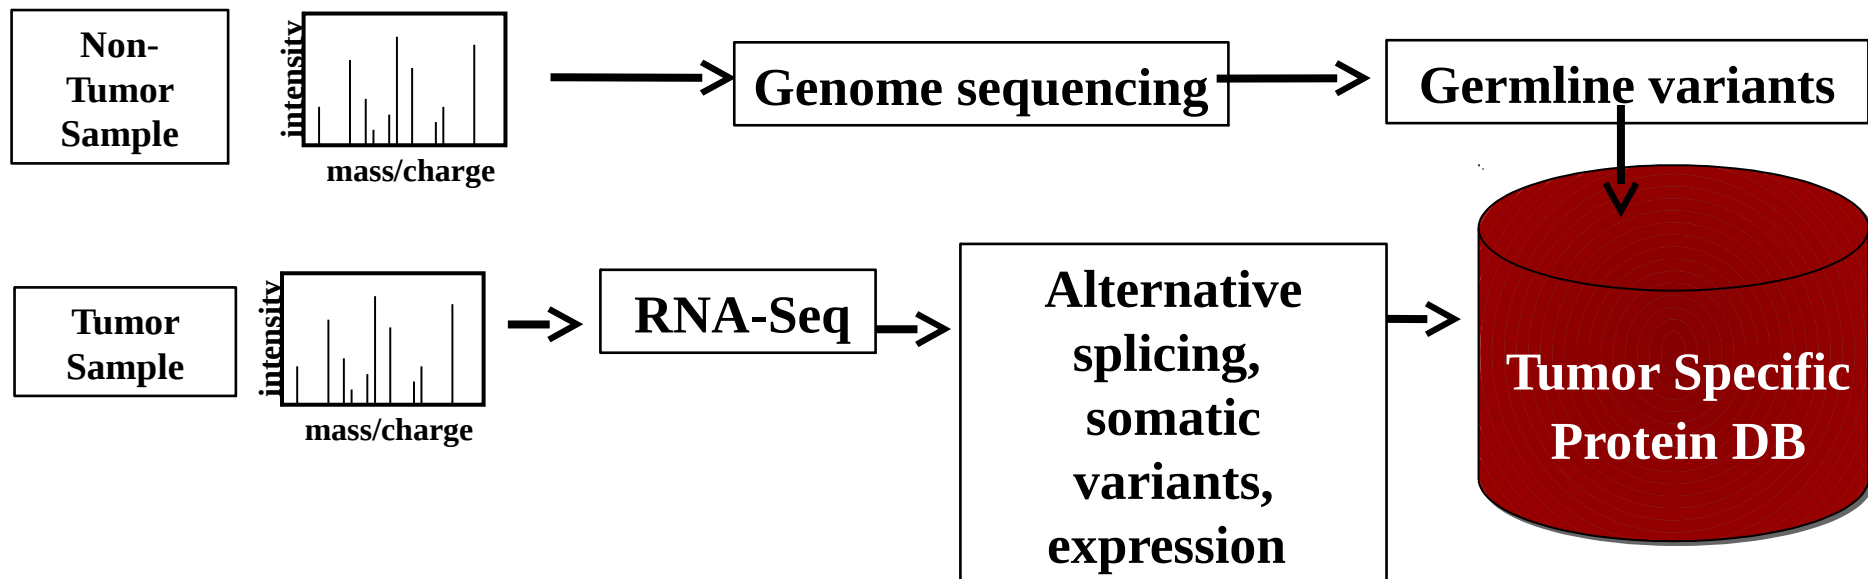 Non-
Tumor
Sample
intensity
mass/charge
Genome sequencing
Germline variants
Tumor
Sample
intensity
mass/charge
RNA-Seq
Alternative
splicing,
somatic
variants,
expression
Tumor Specific
Protein DB